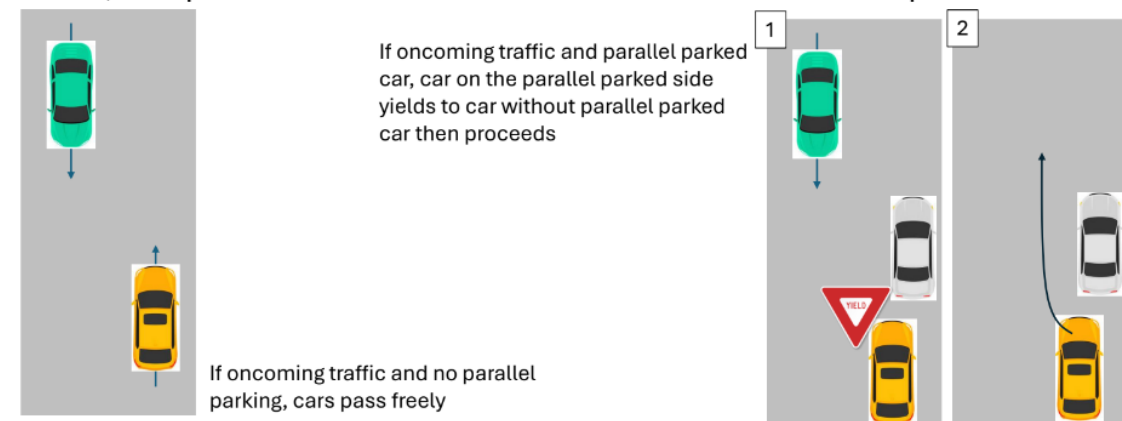 If oncoming traffic and parallel parked
car, car on the parallel parked side
yields to car without parallel parked
car then proceeds
1
2
YIELD
If oncoming traffic and no parallel
parking, cars pass freely